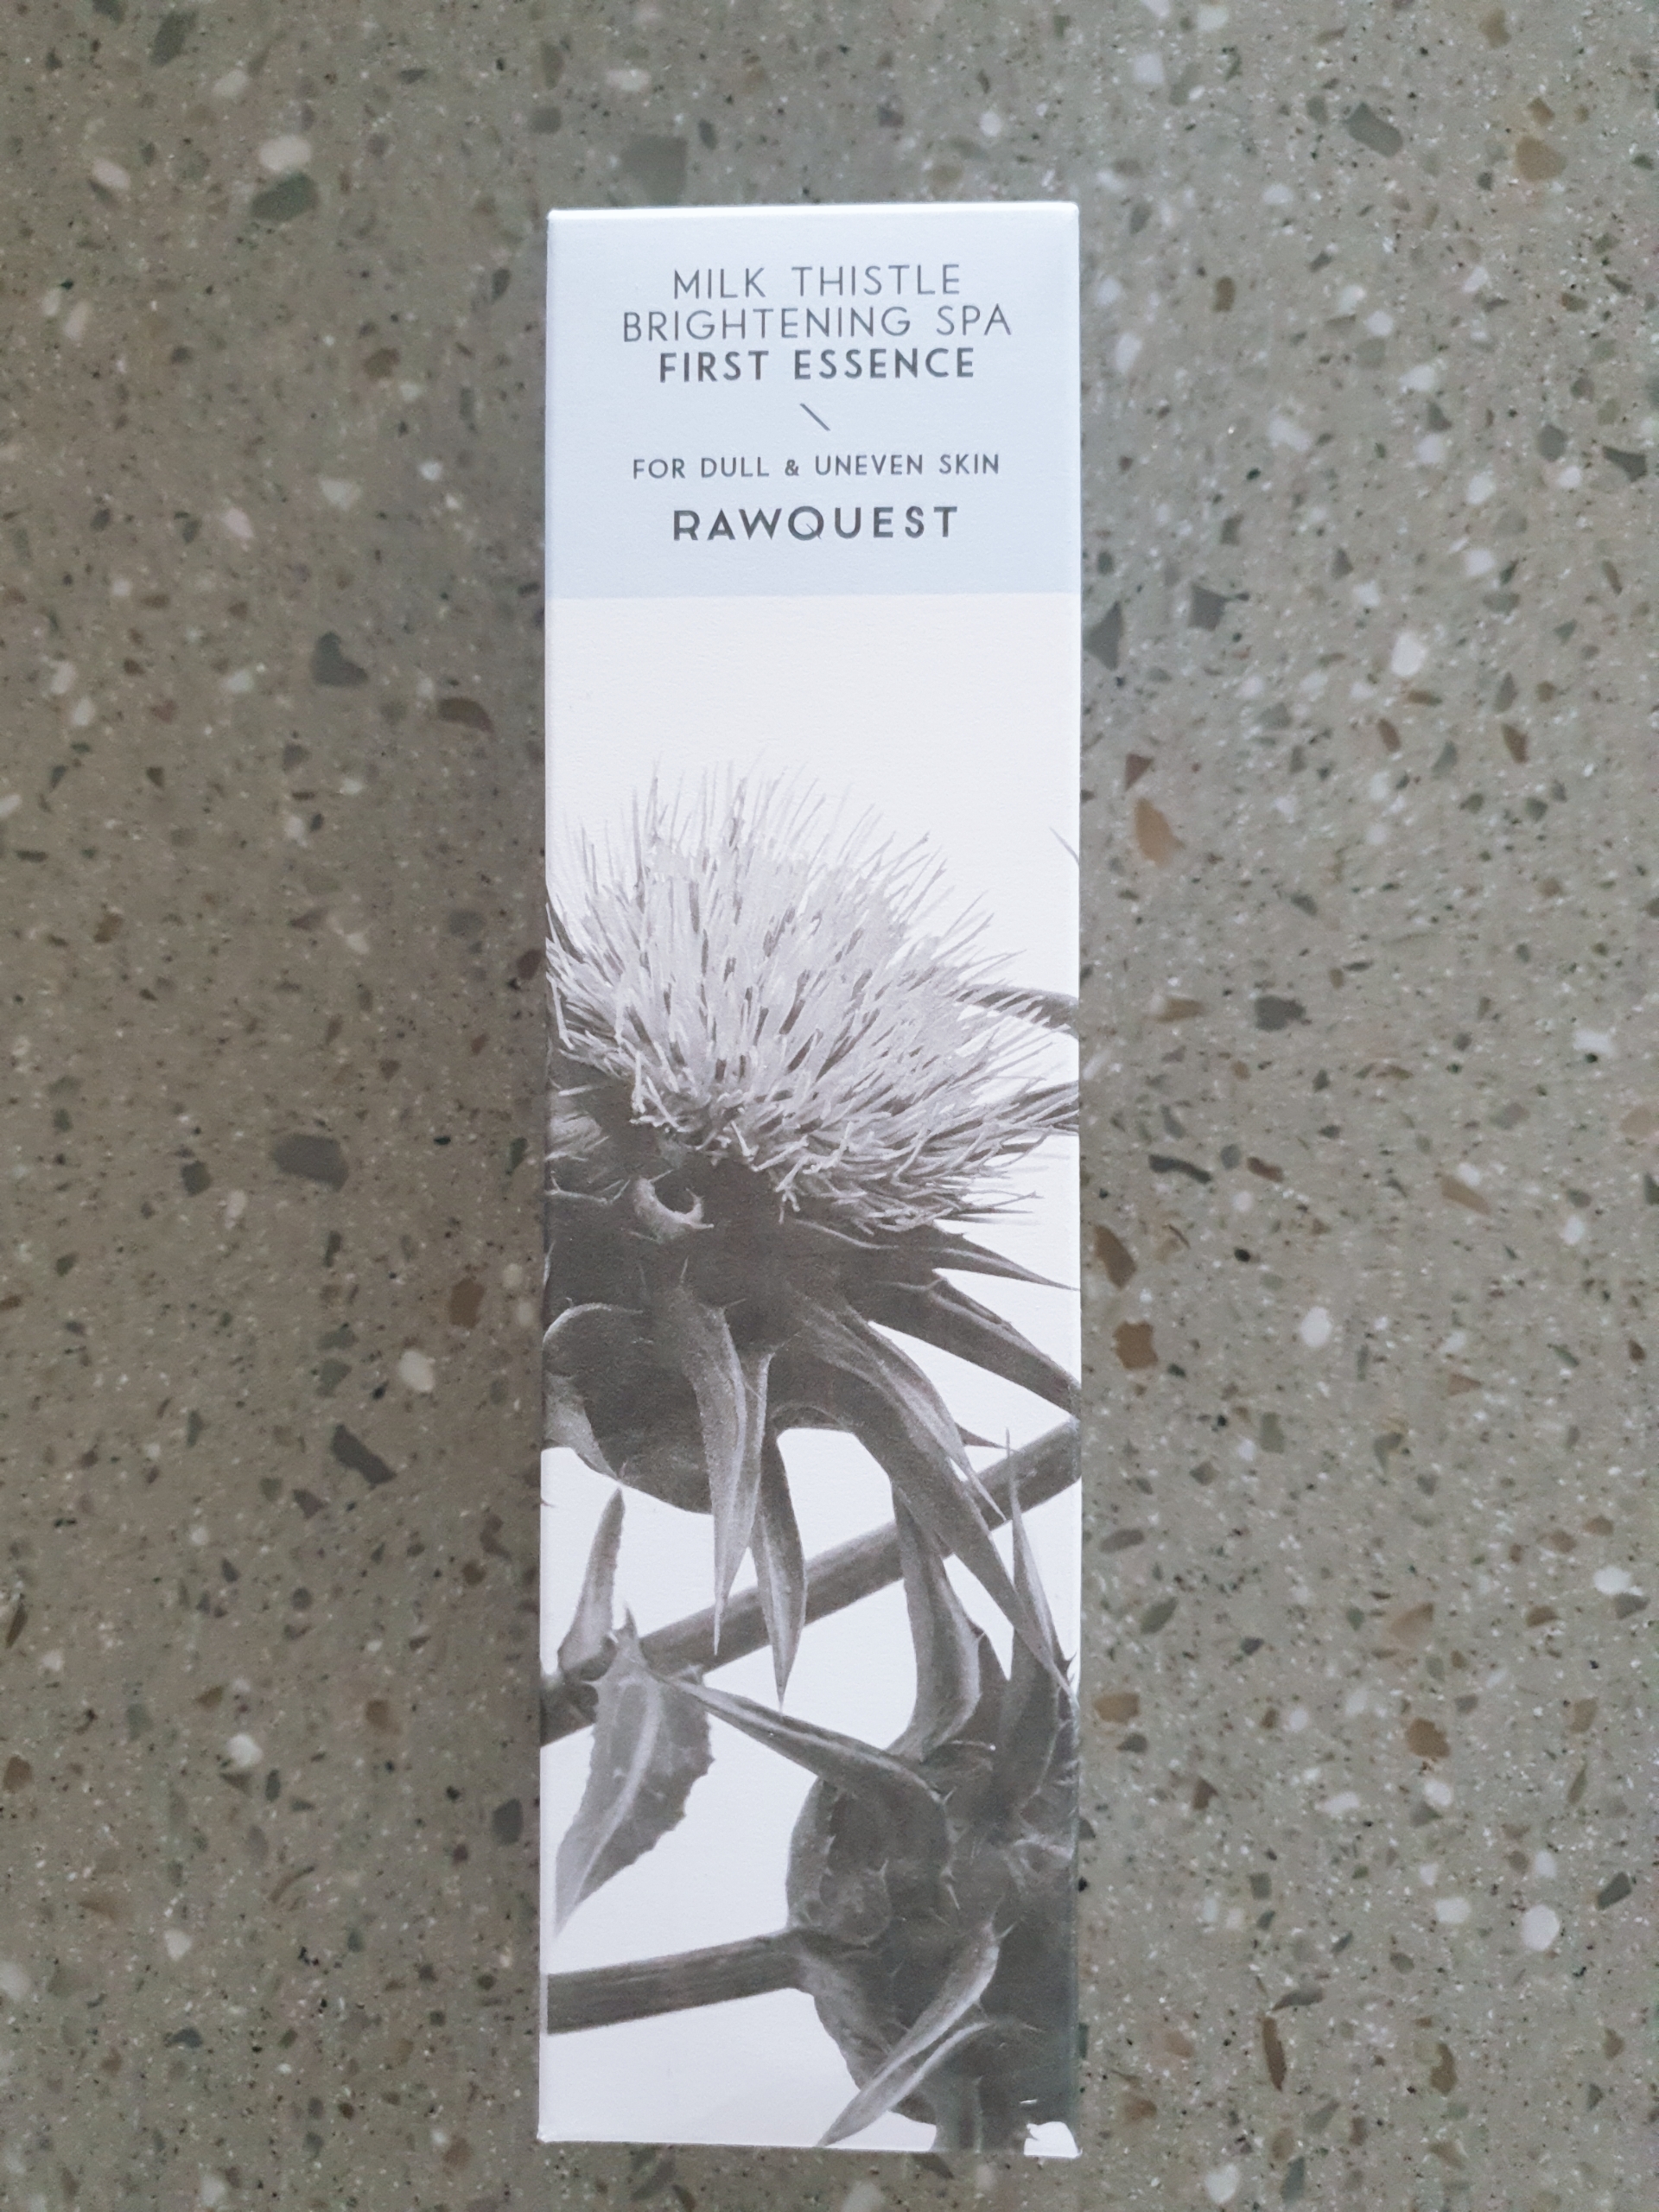 MILK THISTLE
BRIGHTENING SPA
FIRST ESSENCE
\
FOR DULL & UNEVEN SKIN
RAWQUEST